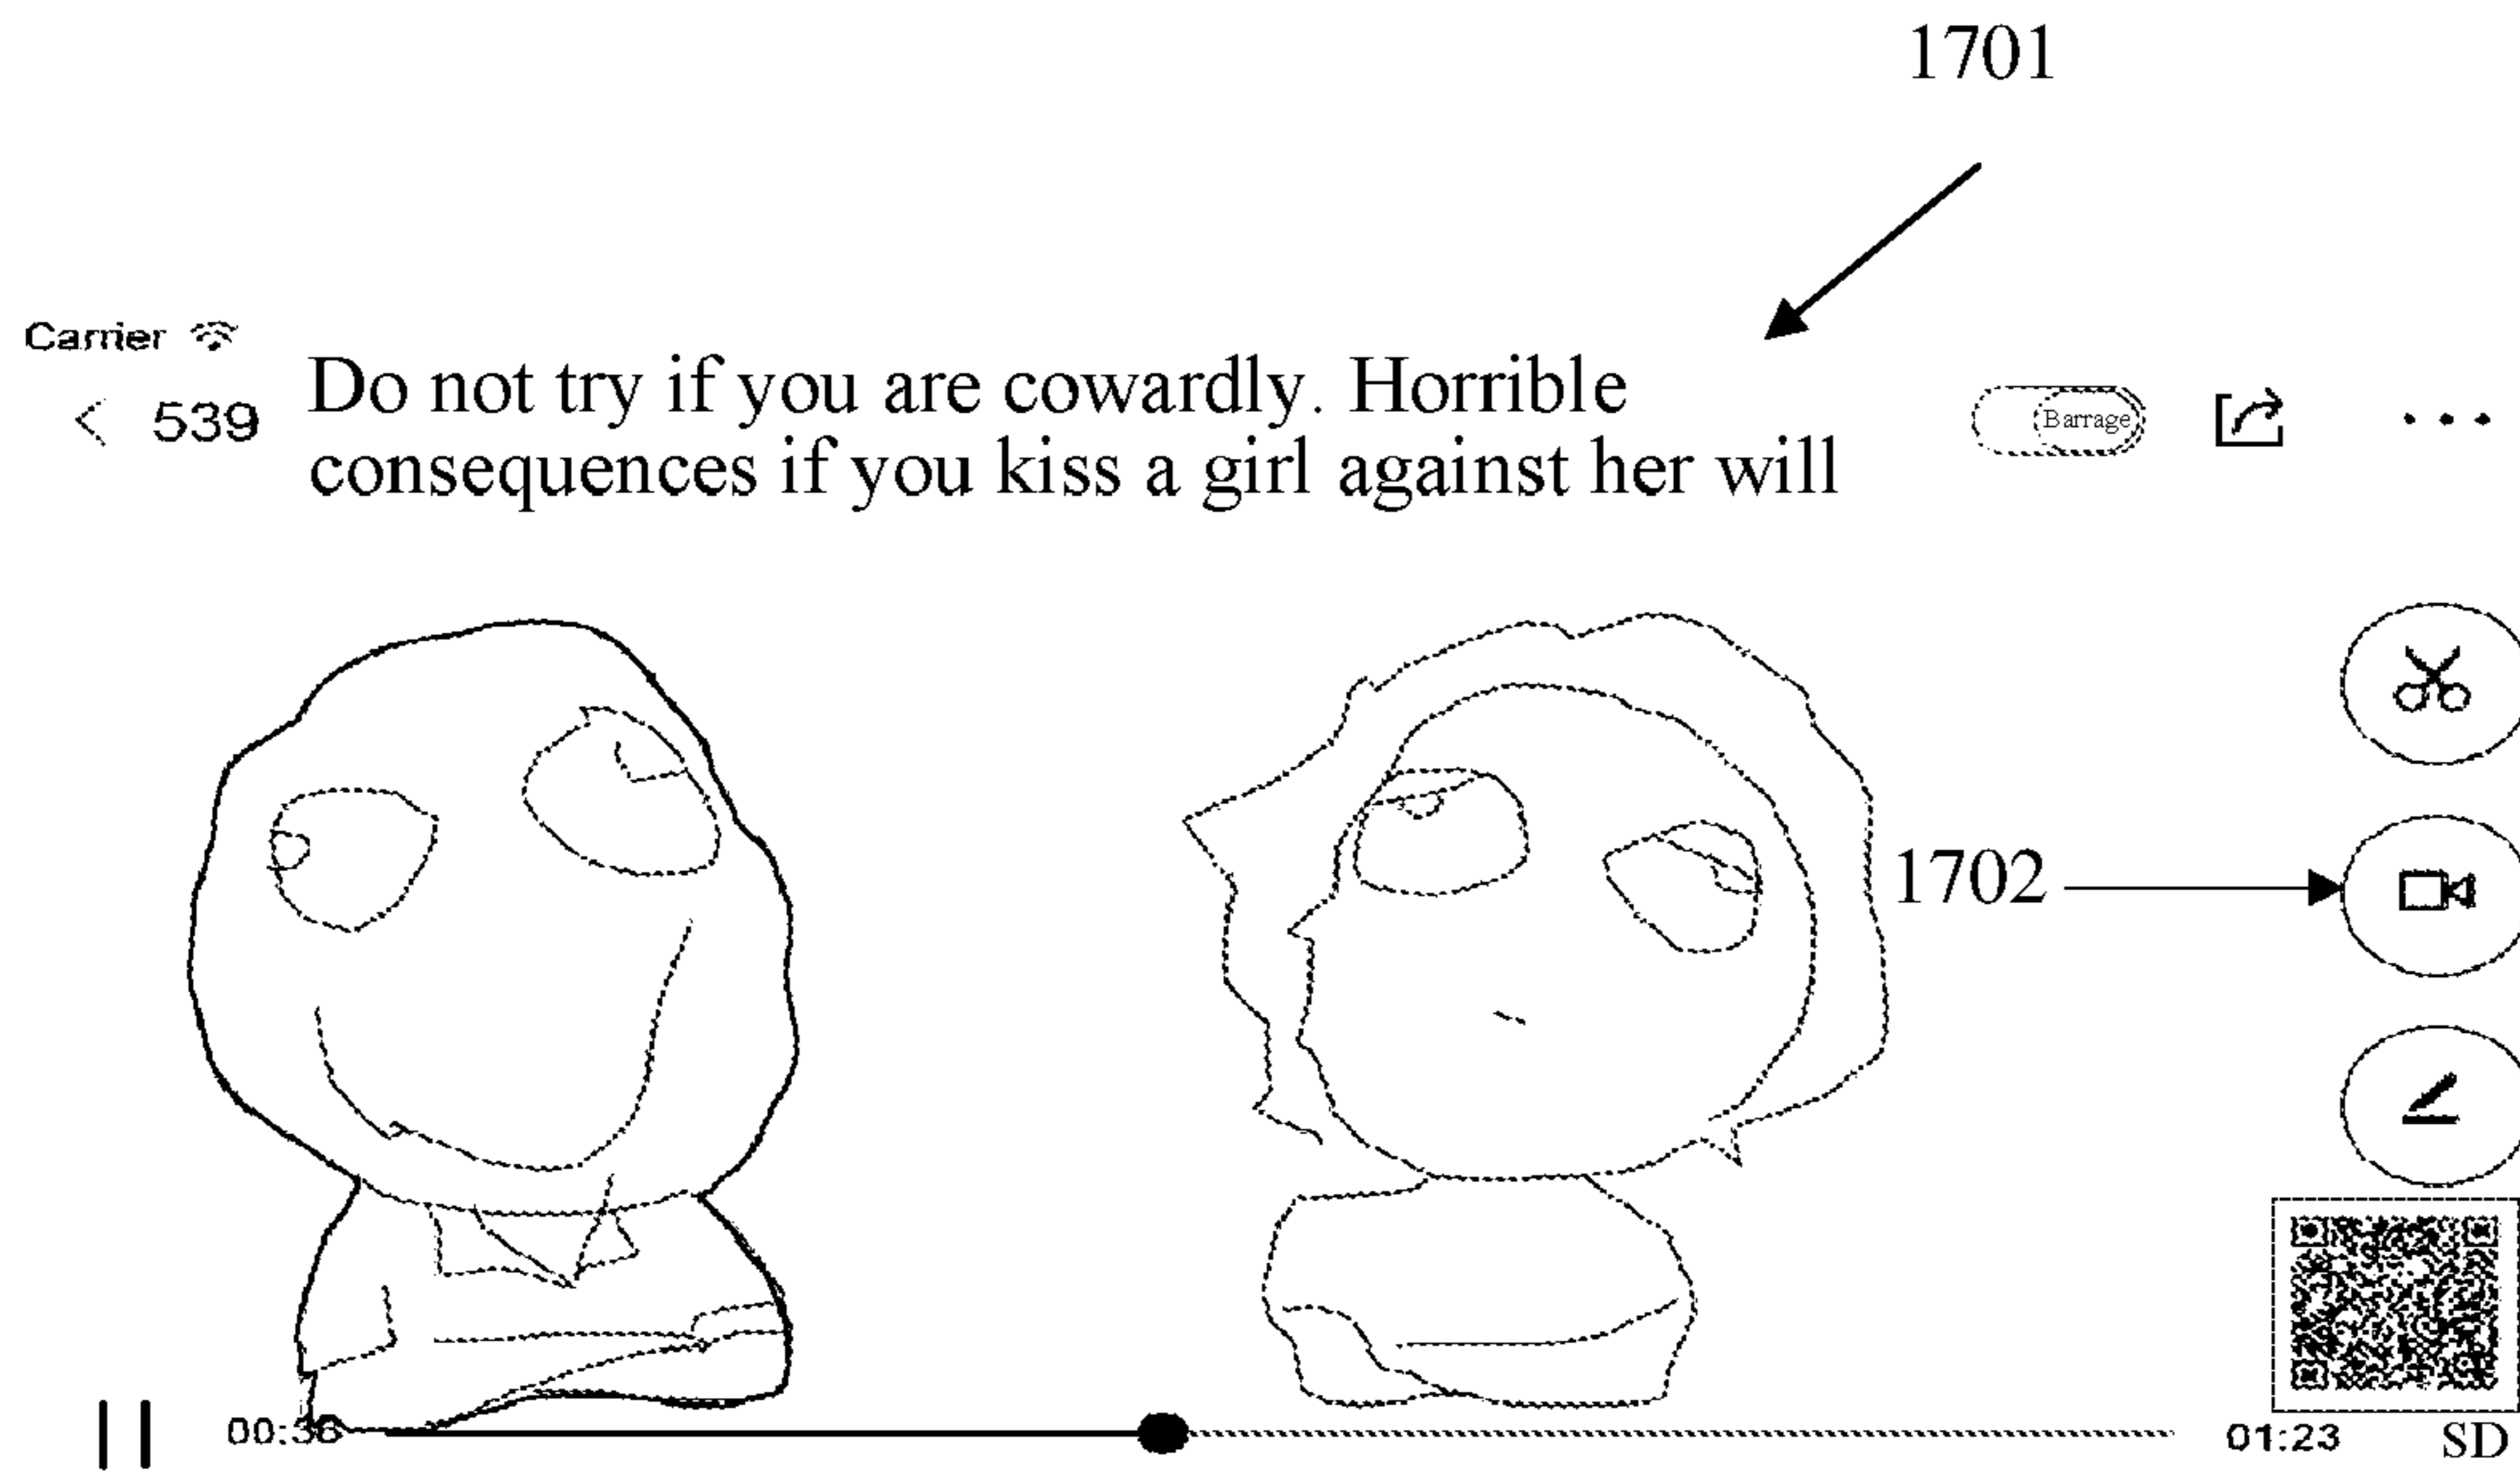 1701
Carrier
539
Do not try if you are cowardly. Horrible
consequences if you kiss a girl against her will
Barrage
1702
00:36
01:23
SD